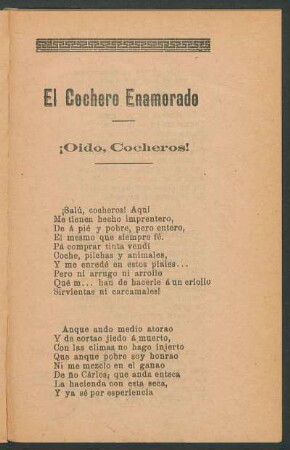 El Cochero Enamorado
¡Oido, Cocheros!
¡Salú, cocheros! Aquí
Me tienen hecho imprentero,
De á pié y pobre, pero entero,
El mesmo que siempre fé.
Pa comprar tinta vendí
Coche, pilchas y animales,
Y me enredé en estos piales...
Pero ni arrugo ni arrollo
Qué m... han de hacerle á un criollo
Sirvientas ni carcamales!
Anque ando medio atorao
Y de cortao jiedo á muerto,
Con las climas no hago injerto
Que anque pobre soy honrao
Ni me mezclo en el ganao
De ño Cárlos, que anda enteca
La hacienda con esta seca,
Y ya sé por esperiencia